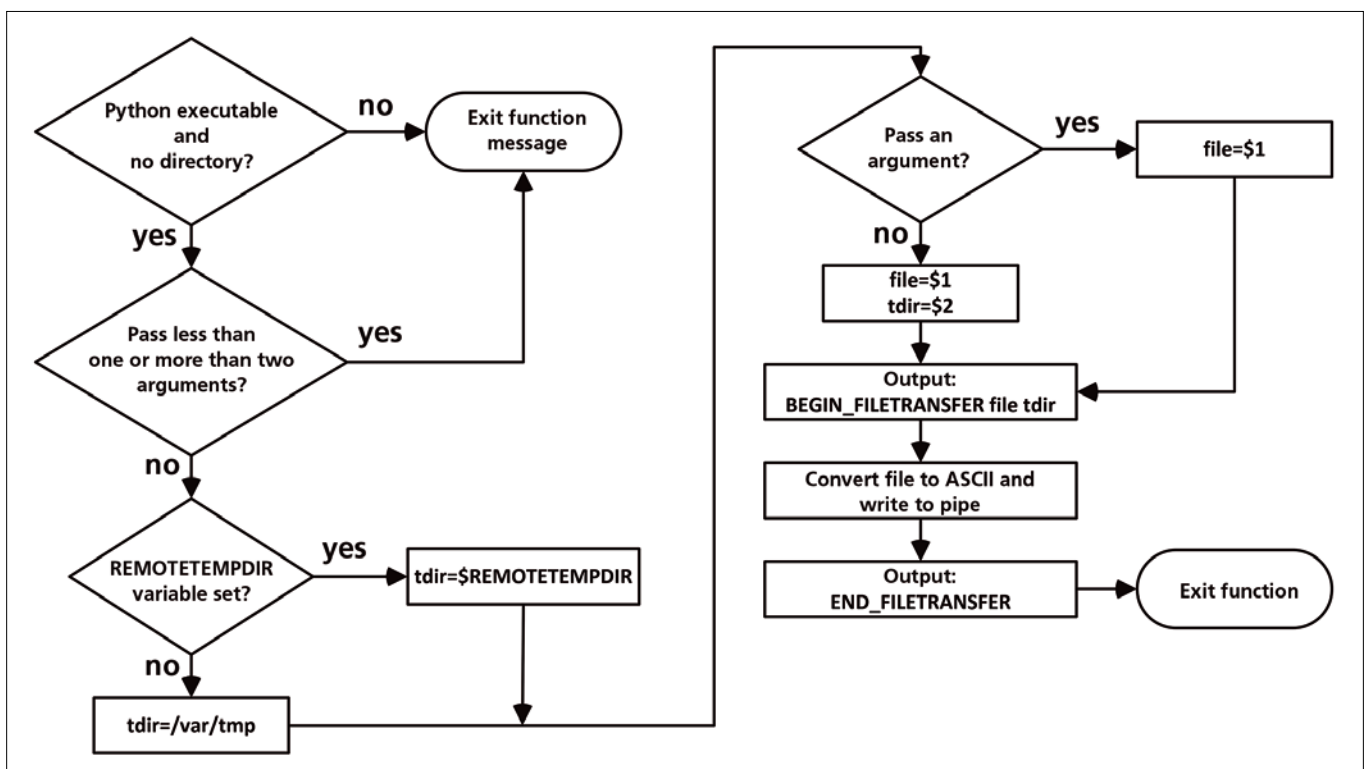 Python executable
and
no directory?
no
Exit function
message
yes
Pass less than
one or more than two
arguments?
yes
no
REMOTETEMPDIR
variable set?
yes
tdir=$REMOTETEMPDIR
no
tdir=/var/tmp
Pass an
argument?
yes
file=$1
no
file=$1
tdir=$2
Output:
BEGIN_FILETRANSFER file tdir
Convert file to ASCII and
write to pipe
Output:
END_FILETRANSFER
Exit function